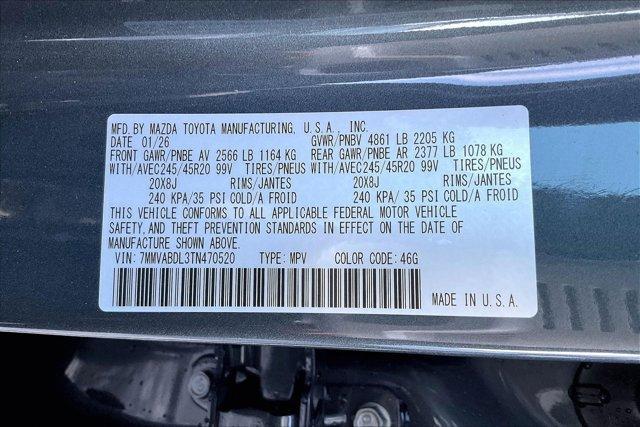 MFD. BY MAZDA TOYOTA MANUFACTURING, U.S.A., INC.
DATE 01/26 GVWR/PNBV 4861 LB 2205 KG
FRONT GAWR/PNBE AV 2566 LB 1164 KG REAR GAWR/PNBE AR 2377 LB 1078 KG
WITH/AVEC245/45R20 99V TIRES/PNEUS WITH/AVEC245/45R20 99V TIRES/PNEUS
20X8J RIMS/JANTES 20X8J RIMS/JANTES
240 KPA/35 PSI COLD/A FROID 240 KPA/35 PSI COLD/A FROID
THIS VEHICLE CONFORMS TO ALL APPLICABLE FEDERAL MOTOR VEHICLE
SAFETY, AND THEFT PREVENTION STANDARDS IN EFFECT ON THE DATE OF
MANUFACTURE SHOWN ABOVE.
VIN: 7MMVABDL3TN470520 TYPE: MPV COLOR CODE: 46G
MADE IN U.S.A.